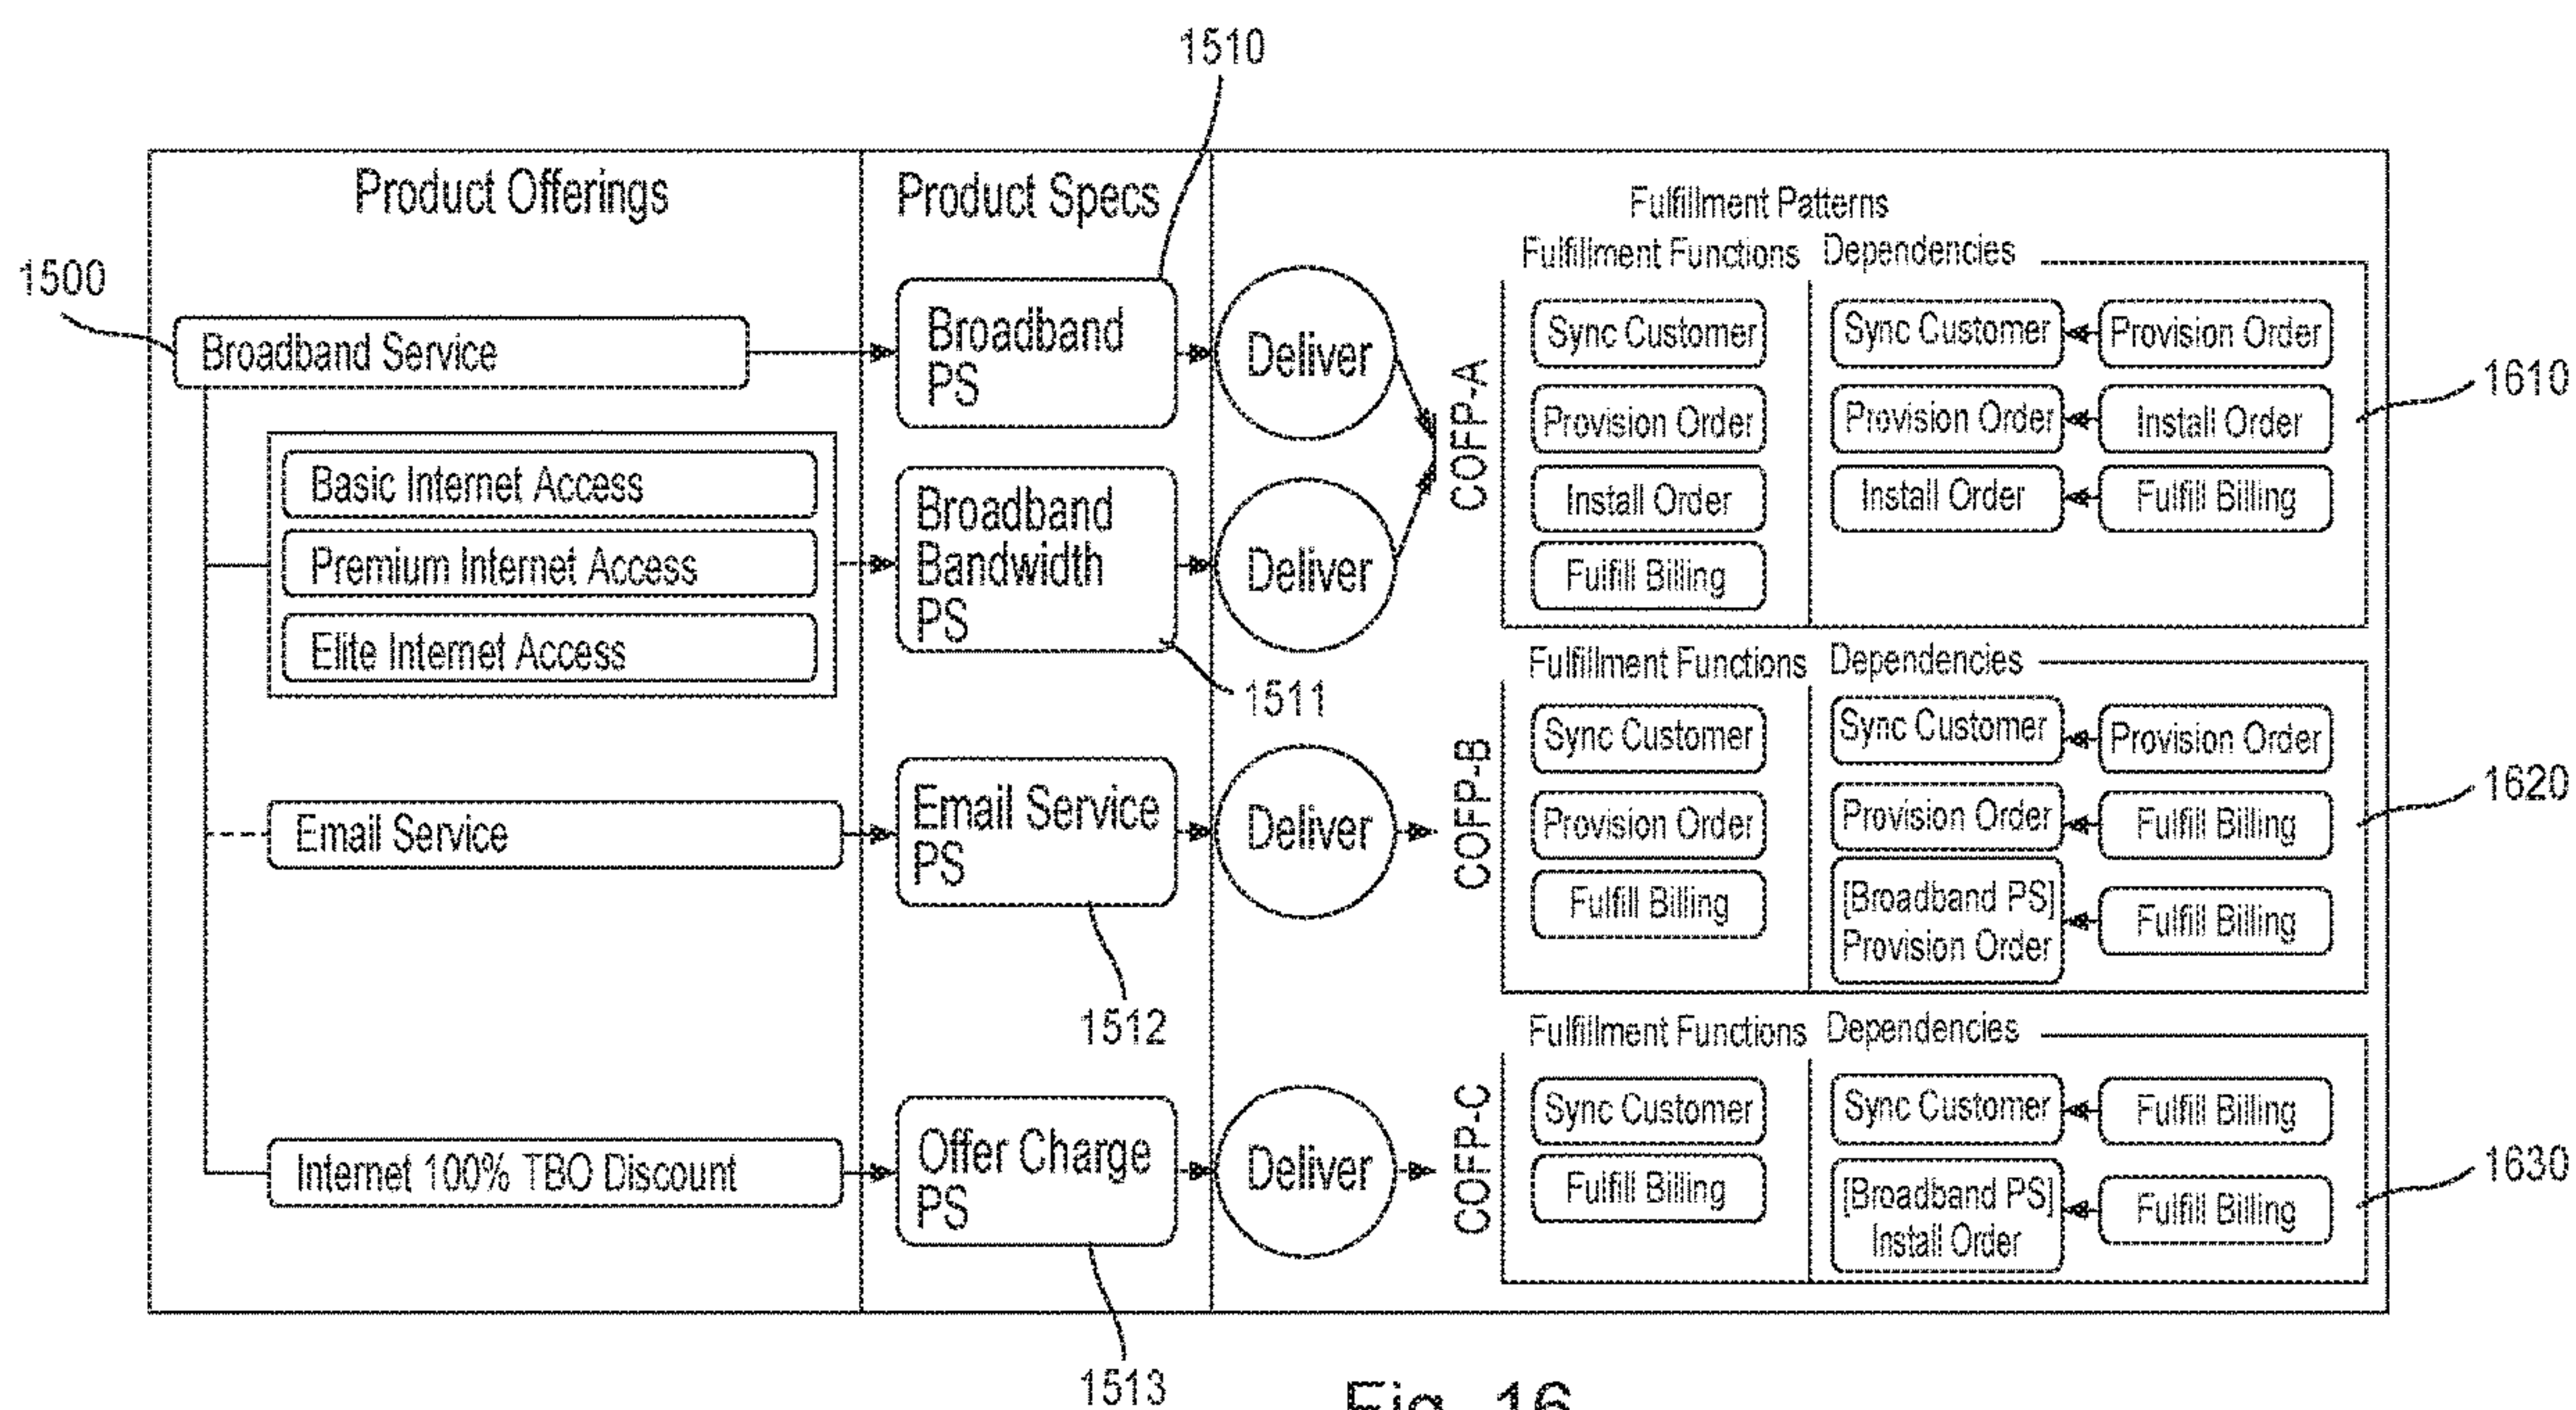 1510
Product Offerings
Product Specs
Fulfillment Patterns
Fulfillment Functions
Dependencies
1500
Broadband Service
Broadband
PS
Deliver
COFP-A
Sync Customer
Provision Order
Install Order
Fulfill Billing
Sync Customer
Provision Order
Provision Order
Install Order
Install Order
Fulfill Billing
1610
Basic Internet Access
Premium Internet Access
Elite Internet Access
Broadband
Bandwidth
PS
Deliver
1511
Fulfillment Functions
Dependencies
Email Service
Email Service
PS
Deliver
COFP-B
Sync Customer
Provision Order
Fulfill Billing
Sync Customer
Provision Order
Provision Order
Fulfill Billing
[Broadband PS]
Provision Order
Fulfill Billing
1620
1512
Fulfillment Functions
Dependencies
Internet 100% TBO Discount
Offer Charge
PS
Deliver
COFP-C
Sync Customer
Fulfill Billing
Sync Customer
Fulfill Billing
[Broadband PS]
Install Order
Fulfill Billing
1630
1513
Fig. 16